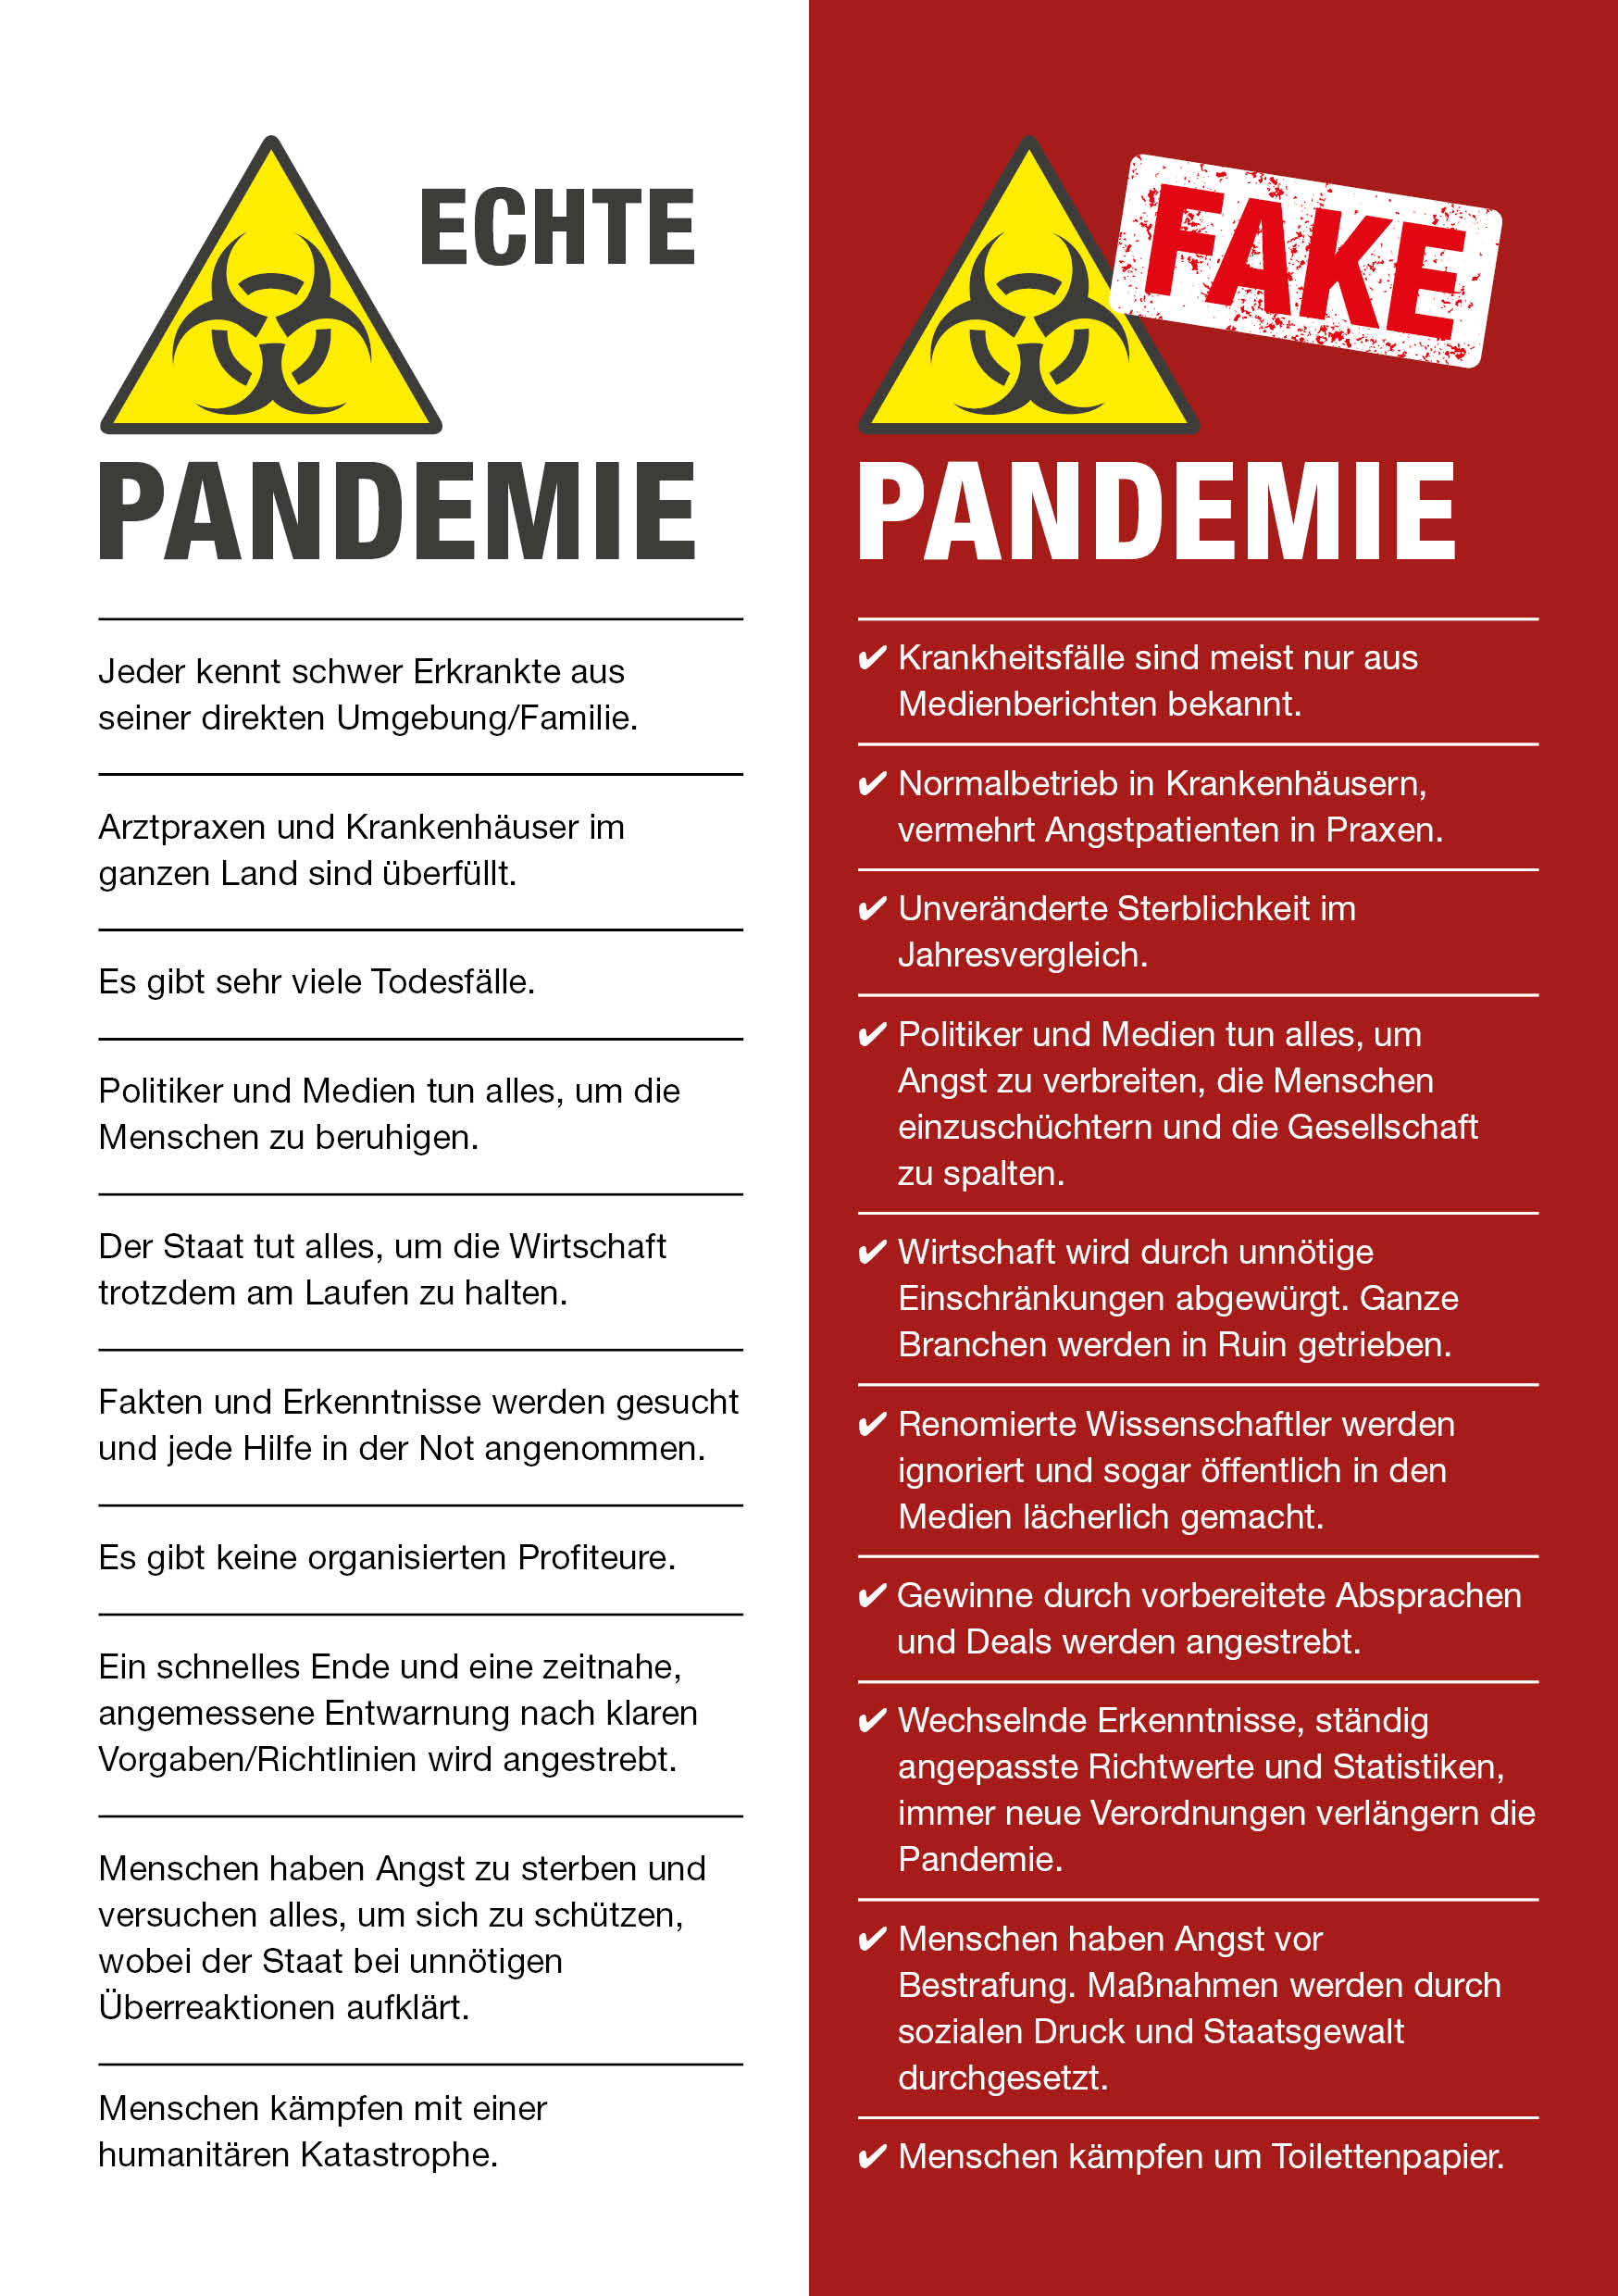 ECHTE
PANDEMIE
Jeder kennt schwer Erkrankte aus
seiner direkten Umgebung/Familie.
Arztpraxen und Krankenhäuser im
ganzen Land sind überfüllt.
Es gibt sehr viele Todesfälle.
Politiker und Medien tun alles, um die
Menschen zu beruhigen.
Der Staat tut alles, um die Wirtschaft
trotzdem am Laufen zu halten.
Fakten und Erkenntnisse werden gesucht
und jede Hilfe in der Not angenommen.
Es gibt keine organisierten Profiteure.
Ein schnelles Ende und eine zeitnahe,
angemessene Entwarnung nach klaren
Vorgaben/Richtlinien wird angestrebt.
Menschen haben Angst zu sterben und
versuchen alles, um sich zu schützen,
wobei der Staat bei unnötigen
Überreaktionen aufklärt.
Menschen kämpfen mit einer
humanitären Katastrophe.
FAKE
PANDEMIE
✔ Krankheitsfälle sind meist nur aus
Medienberichten bekannt.
✔ Normalbetrieb in Krankenhäusern,
vermehrt Angstpatienten in Praxen.
✔ Unveränderte Sterblichkeit im
Jahresvergleich.
✔ Politiker und Medien tun alles, um
Angst zu verbreiten, die Menschen
einzuschüchtern und die Gesellschaft
zu spalten.
✔ Wirtschaft wird durch unnötige
Einschränkungen abgewürgt. Ganze
Branchen werden in Ruin getrieben.
✔ Renomierte Wissenschaftler werden
ignoriert und sogar öffentlich in den
Medien lächerlich gemacht.
✔ Gewinne durch vorbereitete Absprachen
und Deals werden angestrebt.
✔ Wechselnde Erkenntnisse, ständig
angepasste Richtwerte und Statistiken,
immer neue Verordnungen verlängern die
Pandemie.
✔ Menschen haben Angst vor
Bestrafung. Maßnahmen werden durch
sozialen Druck und Staatsgewalt
durchgesetzt.
✔ Menschen kämpfen um Toilettenpapier.